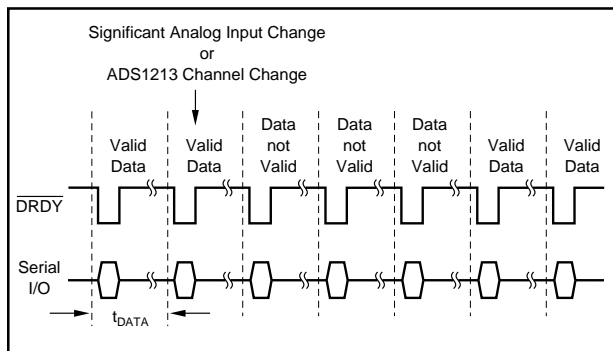 Significant Analog Input Change
or
ADS1213 Channel Change
Valid Data
Valid Data
Data not Valid
Data not Valid
Data not Valid
Valid Data
Valid Data
DRDY
Serial I/O
tDATA